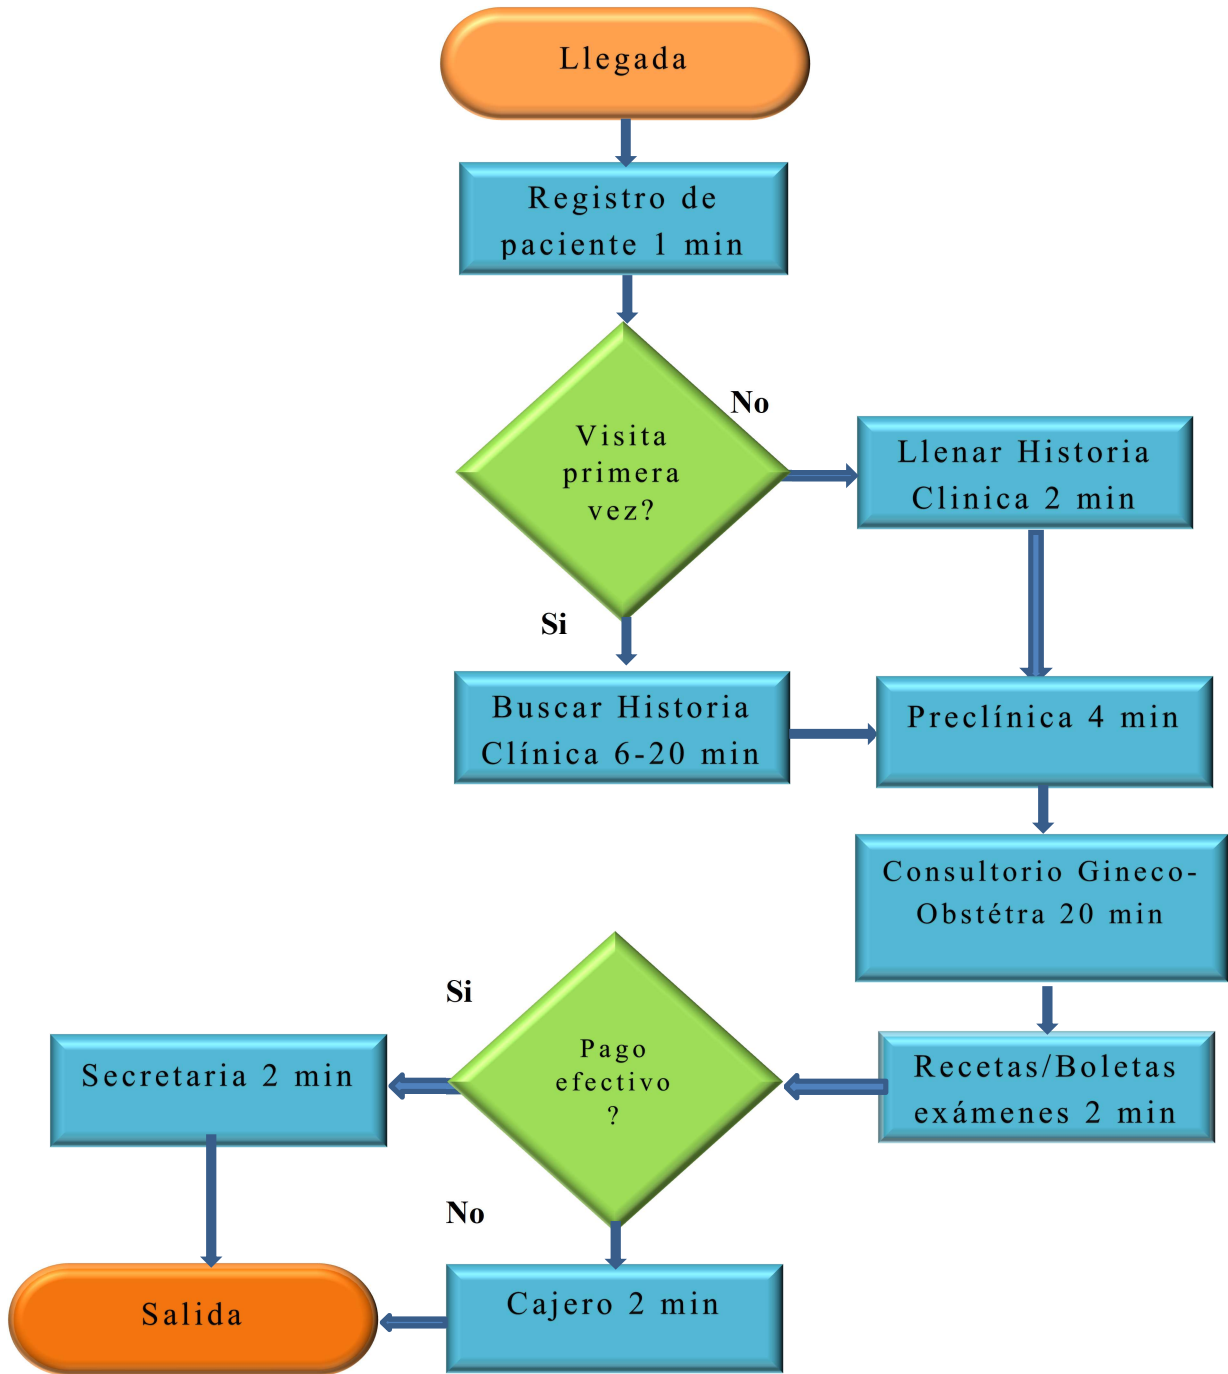 Llegada
Registro de
paciente 1 min
No
Visita
primera
vez?
Llenar Historia
Clinica 2 min
Si
Buscar Historia
Clínica 6-20 min
Preclínica 4 min
Consultorio Gineco-
Obstétra 20 min
Recetas/Boletas
exámenes 2 min
Si
Pago
efectivo
?
Secretaria 2 min
No
Cajero 2 min
Salida